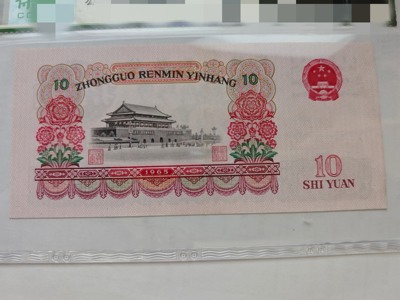 10 ZHONGGUO RENMIN YINHANG 10
1965
10
SHI YUAN